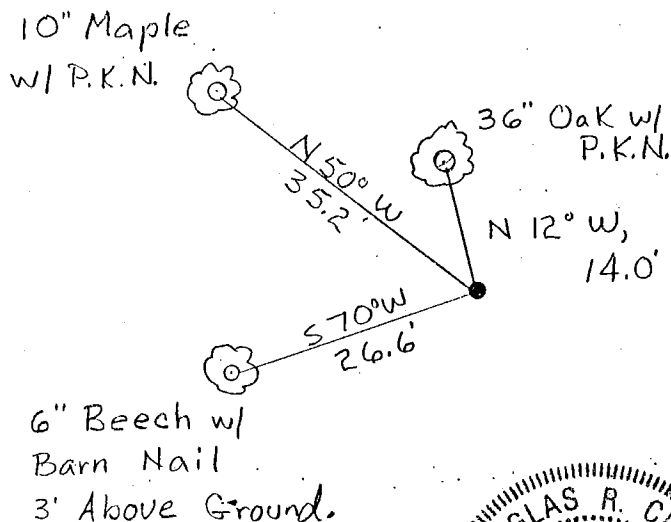 10" Maple
w/ P.K.N.
36" Oak w/
P.K.N.
N 50° W
35.2'
N 12° W,
14.0'
S 70° W
26.6'
6" Beech w/
Barn Nail
3' Above Ground.
GLAS R.